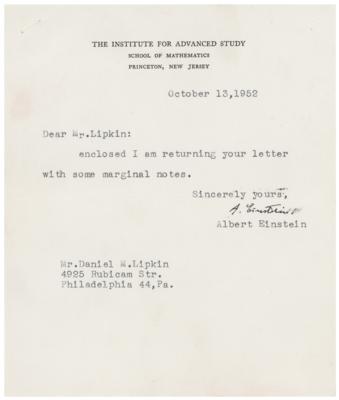 THE INSTITUTE FOR ADVANCED STUDY
SCHOOL OF MATHEMATICS
PRINCETON, NEW JERSEY
October 13,1952
Dear Mr.Lipkin:
enclosed I am returning your letter
with some marginal notes.
Sincerely yours,
A. Einstein
Albert Einstein
Mr.Daniel M.Lipkin
4925 Rubicam Str.
Philadelphia 44,Pa.